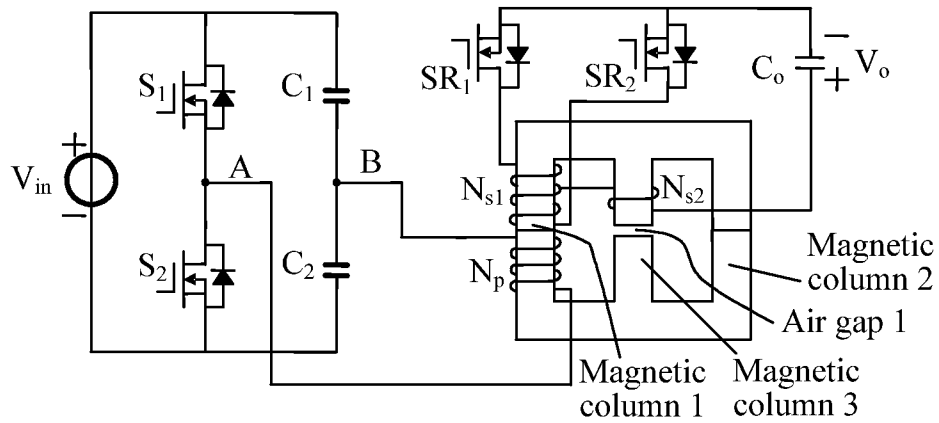 S1
C1
SR1
SR2
Co
−
+
Vo
+
−
Vin
A
B
Ns1
Ns2
S2
C2
Np
Magnetic
column 2
Air gap 1
Magnetic
column 1
Magnetic
column 3